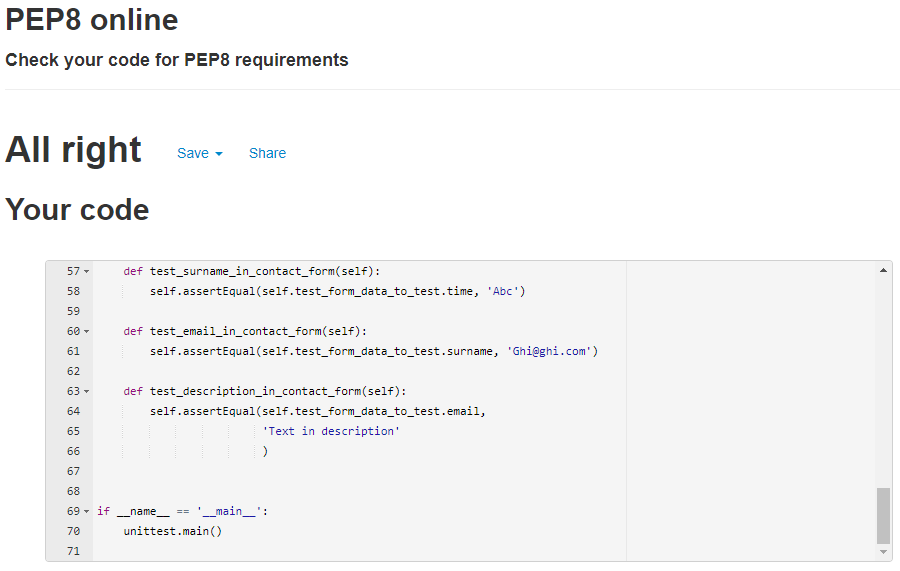 PEP8 online
Check your code for PEP8 requirements
All right Save Share
Your code
57 def test_surname_in_contact_form(self):
58 self.assertEqual(self.test_form_data_to_test.time, 'Abc')
59
60 def test_email_in_contact_form(self):
61 self.assertEqual(self.test_form_data_to_test.surname, 'Ghi@ghi.com')
62
63 def test_description_in_contact_form(self):
64 self.assertEqual(self.test_form_data_to_test.email,
65 'Text in description'
66 )
67
68
69 if __name__ == '__main__':
70 unittest.main()
71